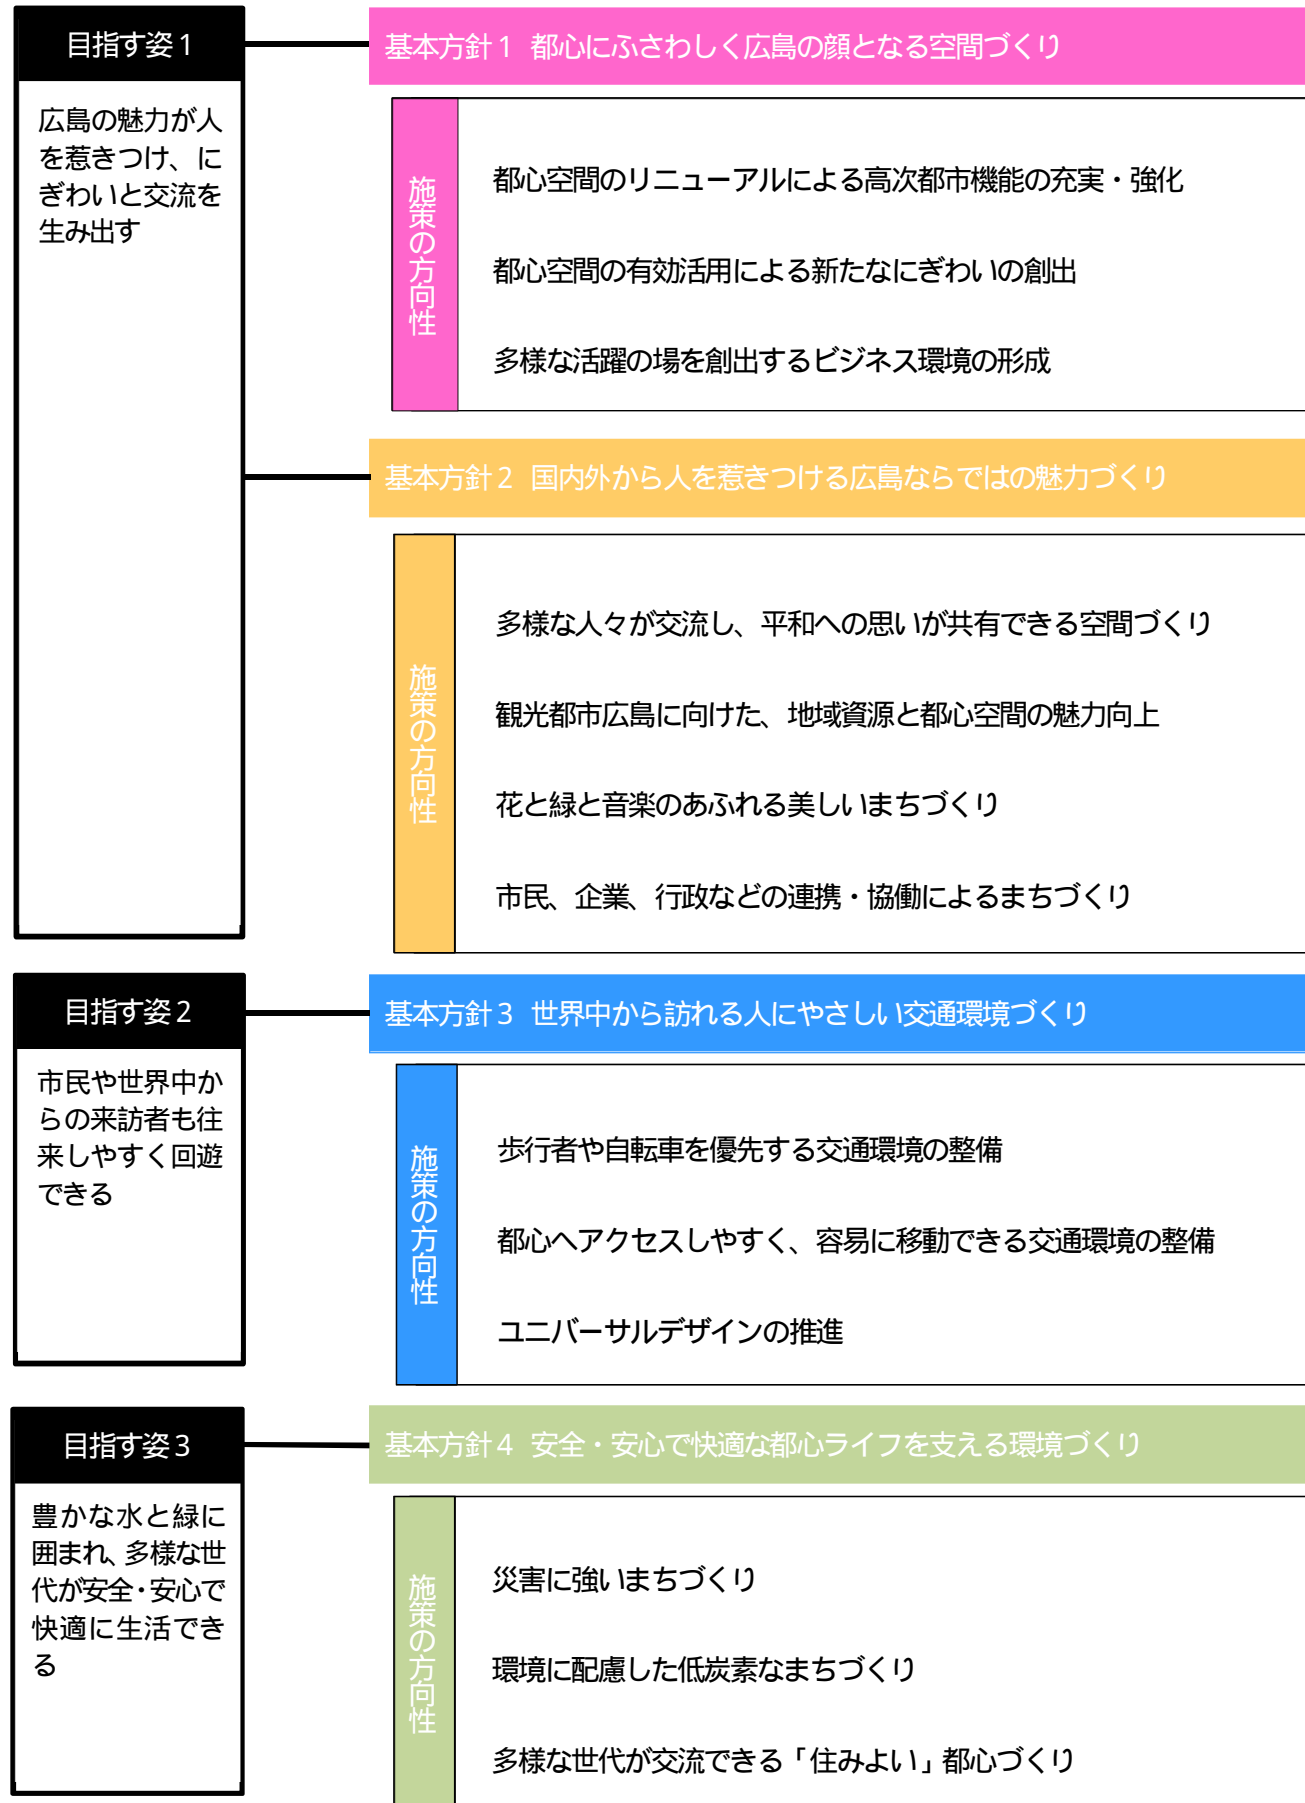 目指す姿1
広島の魅力が人
を惹きつけ、に
ぎわいと交流を
生み出す
基本方針1 都心にふさわしく広島の顔となる空間づくり
施策の方向性
都心空間のリニューアルによる高次都市機能の充実・強化
都心空間の有効活用による新たなにぎわいの創出
多様な活躍の場を創出するビジネス環境の形成
基本方針2 国内外から人を惹きつける広島ならではの魅力づくり
施策の方向性
多様な人々が交流し、平和への思いが共有できる空間づくり
観光都市広島に向けた、地域資源と都心空間の魅力向上
花と緑と音楽のあふれる美しいまちづくり
市民、企業、行政などの連携・協働によるまちづくり
目指す姿2
市民や世界中か
らの来訪者も往
来しやすく回遊
できる
基本方針3 世界中から訪れる人にやさしい交通環境づくり
施策の方向性
歩行者や自転車を優先する交通環境の整備
都心へアクセスしやすく、容易に移動できる交通環境の整備
ユニバーサルデザインの推進
目指す姿3
豊かな水と緑に
囲まれ、多様な世
代が安全・安心で
快適に生活でき
る
基本方針4 安全・安心で快適な都心ライフを支える環境づくり
施策の方向性
災害に強いまちづくり
環境に配慮した低炭素なまちづくり
多様な世代が交流できる「住みよい」都心づくり